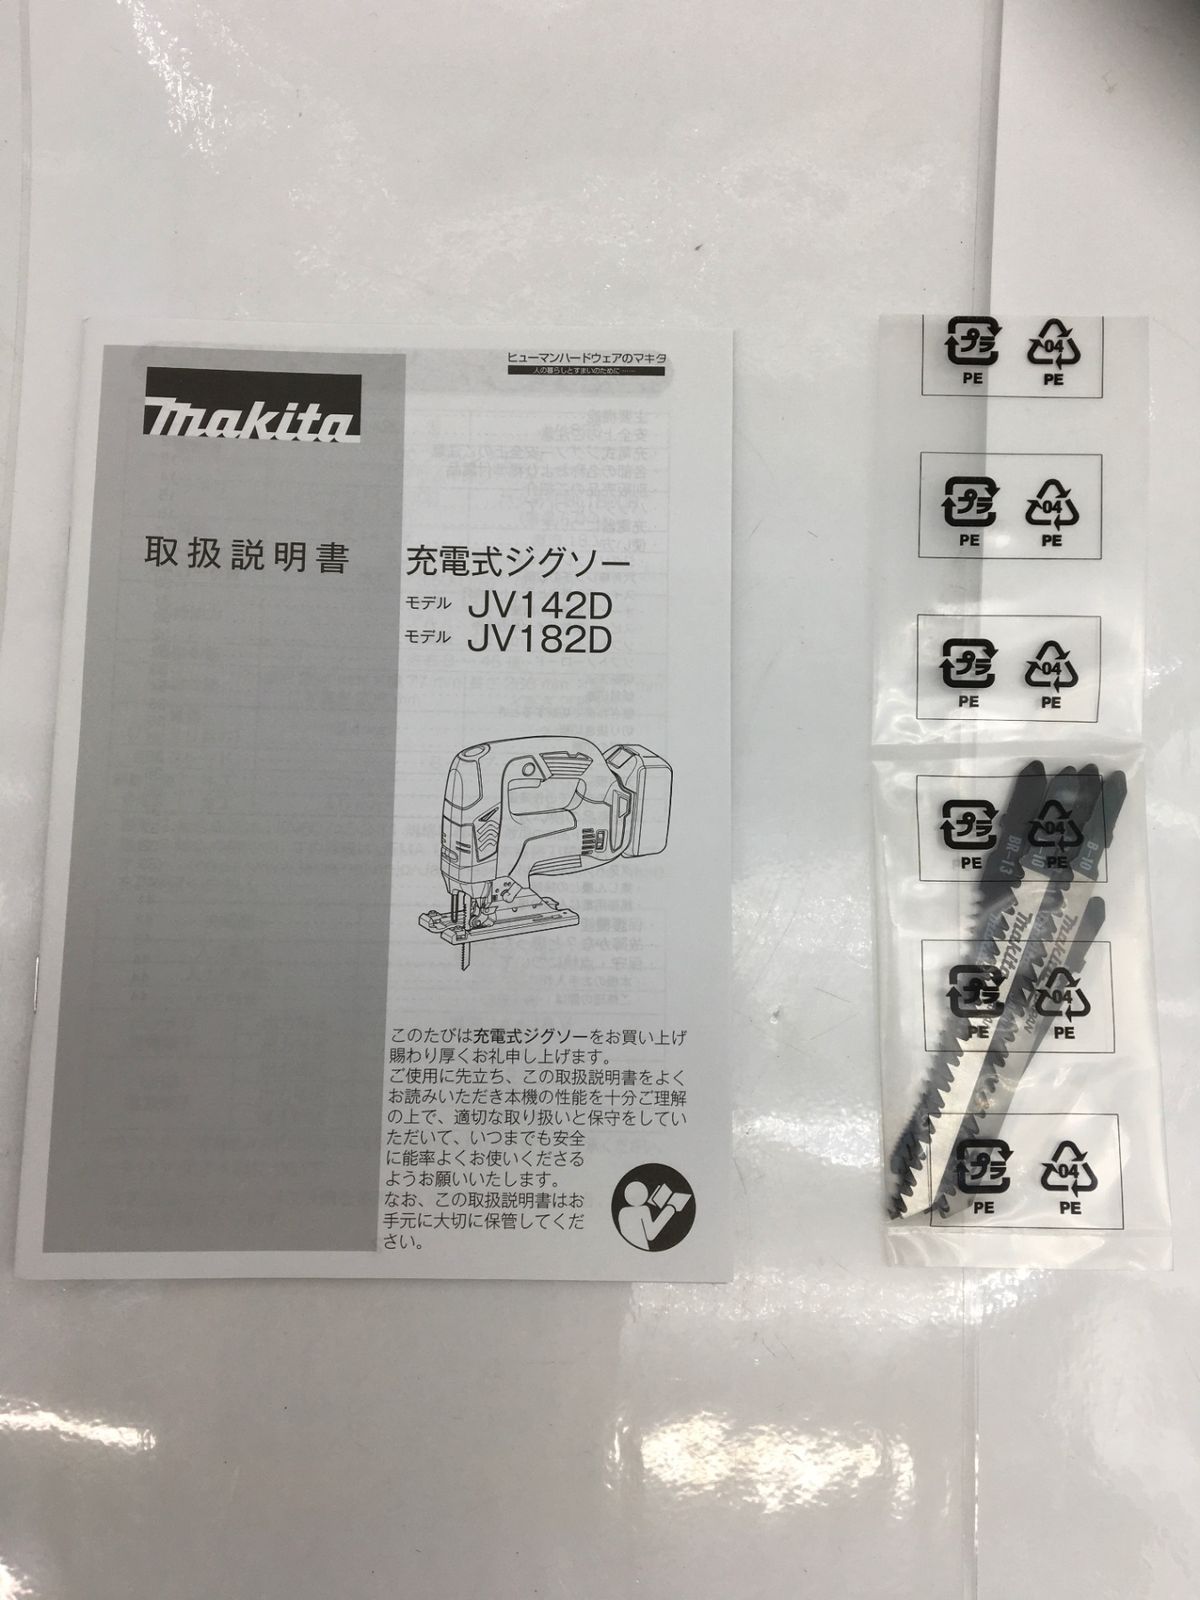 ヒューマンハードウェアのマキタ
人の暮らしとすまいのために……
makita
取扱説明書
充電式ジグソー
モデル JV142D
モデル JV182D
このたびは充電式ジグソーをお買い上げ
賜わり厚くお礼申し上げます。
ご使用に先立ち、この取扱説明書をよく
お読みいただき本機の性能を十分ご理解
の上で、適切な取り扱いと保守をしてい
ただいて、いつまでも安全
に能率よくお使いくださる
ようお願いいたします。
なお、この取扱説明書はお
手元に大切に保管してくだ
さい。
プラ 04
PE PE
プラ 04
PE PE
プラ 04
PE PE
プラ 04
PE PE
BR-13
10
B-10
makita
makita
プラ 04
PE PE
プラ 04
PE PE